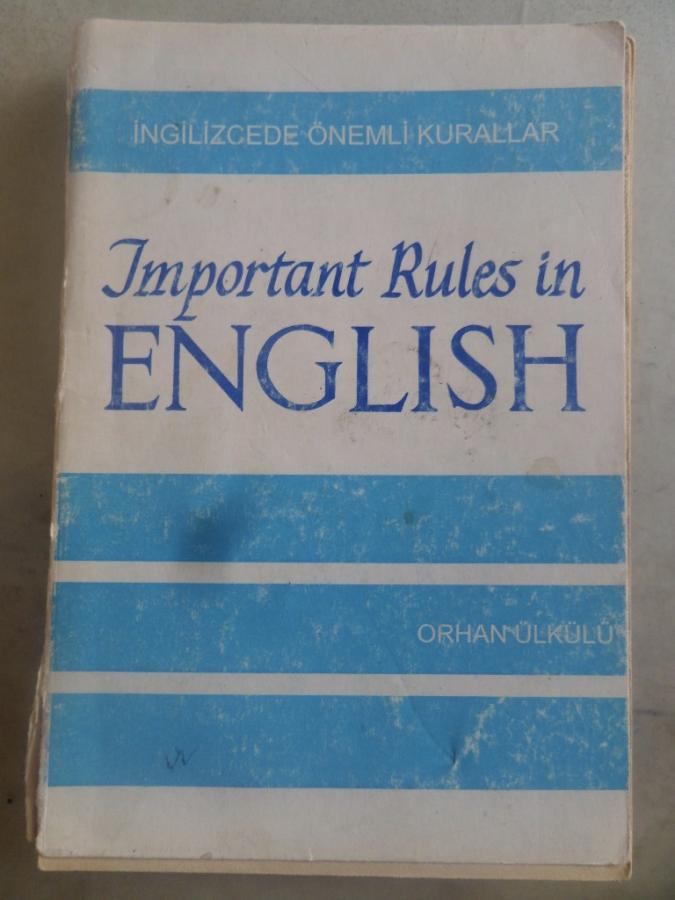 İNGİLİZCEDE ÖNEMLİ KURALLAR
Important Rules in
ENGLISH
ORHAN ÜLKÜLÜ